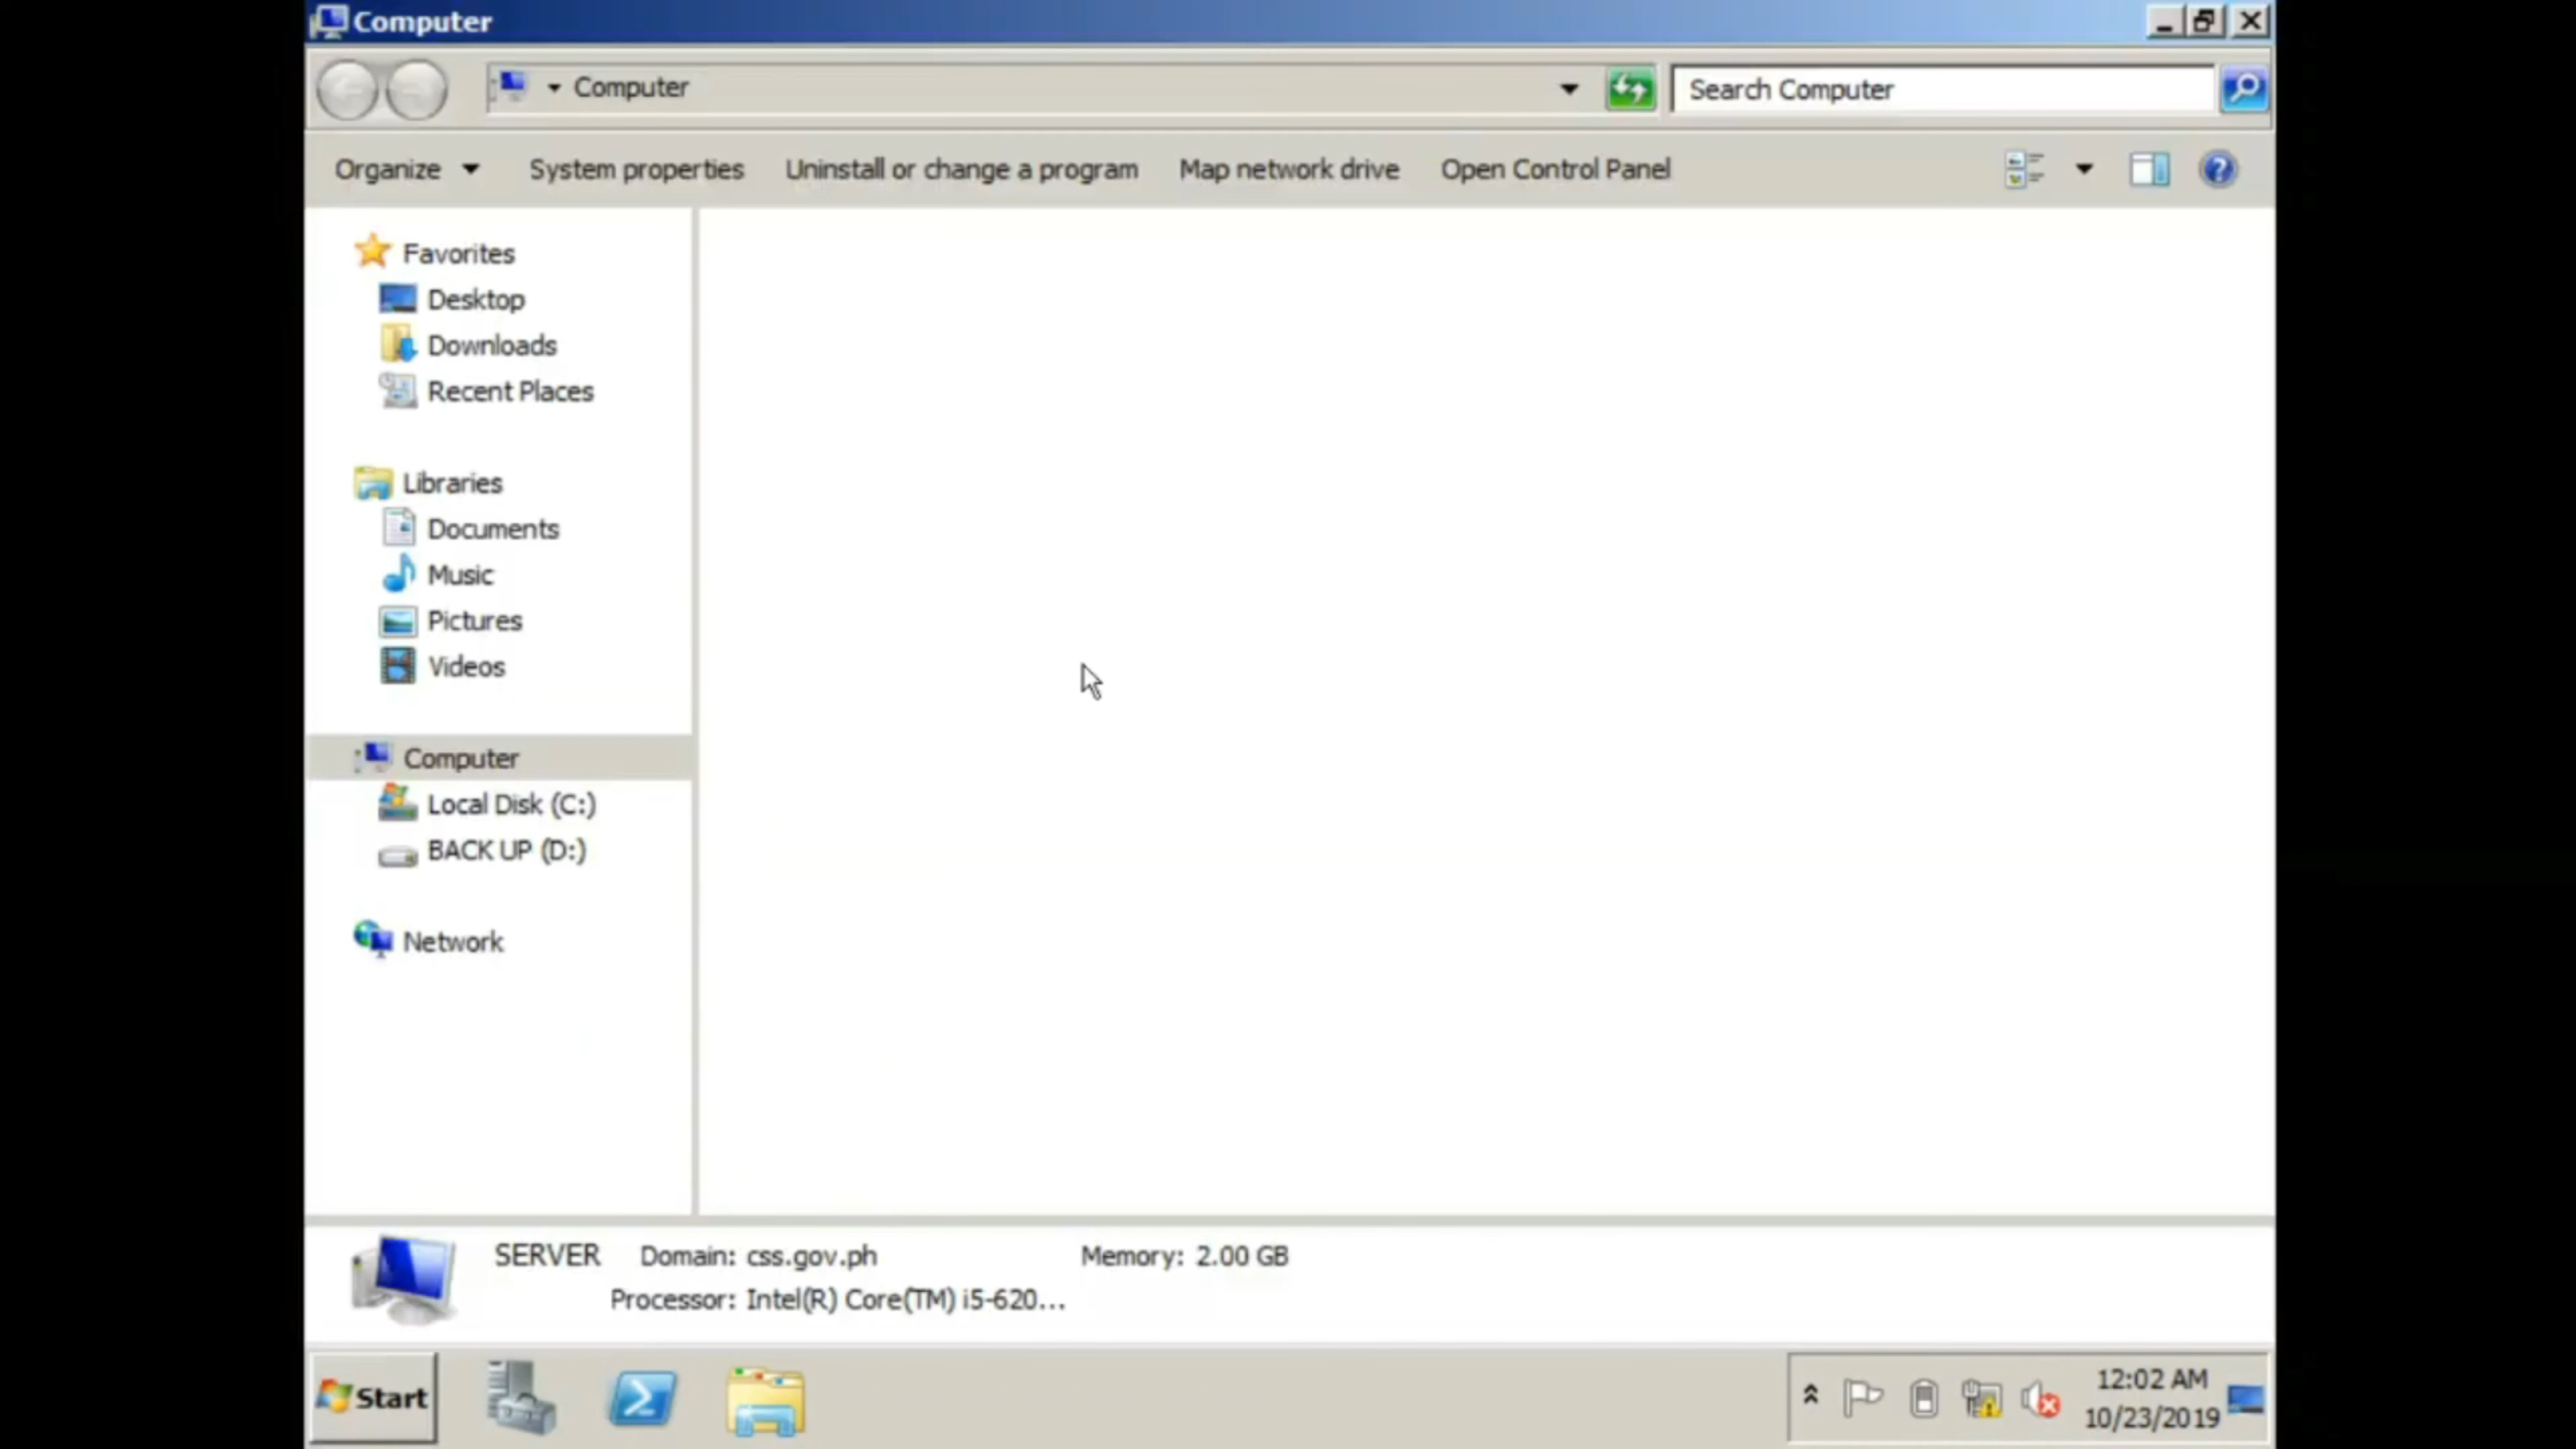 Computer
Computer
Search Computer
Organize
System properties
Uninstall or change a program
Map network drive
Open Control Panel
Favorites
Desktop
Downloads
Recent Places
Libraries
Documents
Music
Pictures
Videos
Computer
Local Disk (C:)
BACK UP (D:)
Network
SERVER Domain: css.gov.ph Memory: 2.00 GB
Processor: Intel(R) Core(TM) i5-620...
Start
12:02 AM
10/23/2019